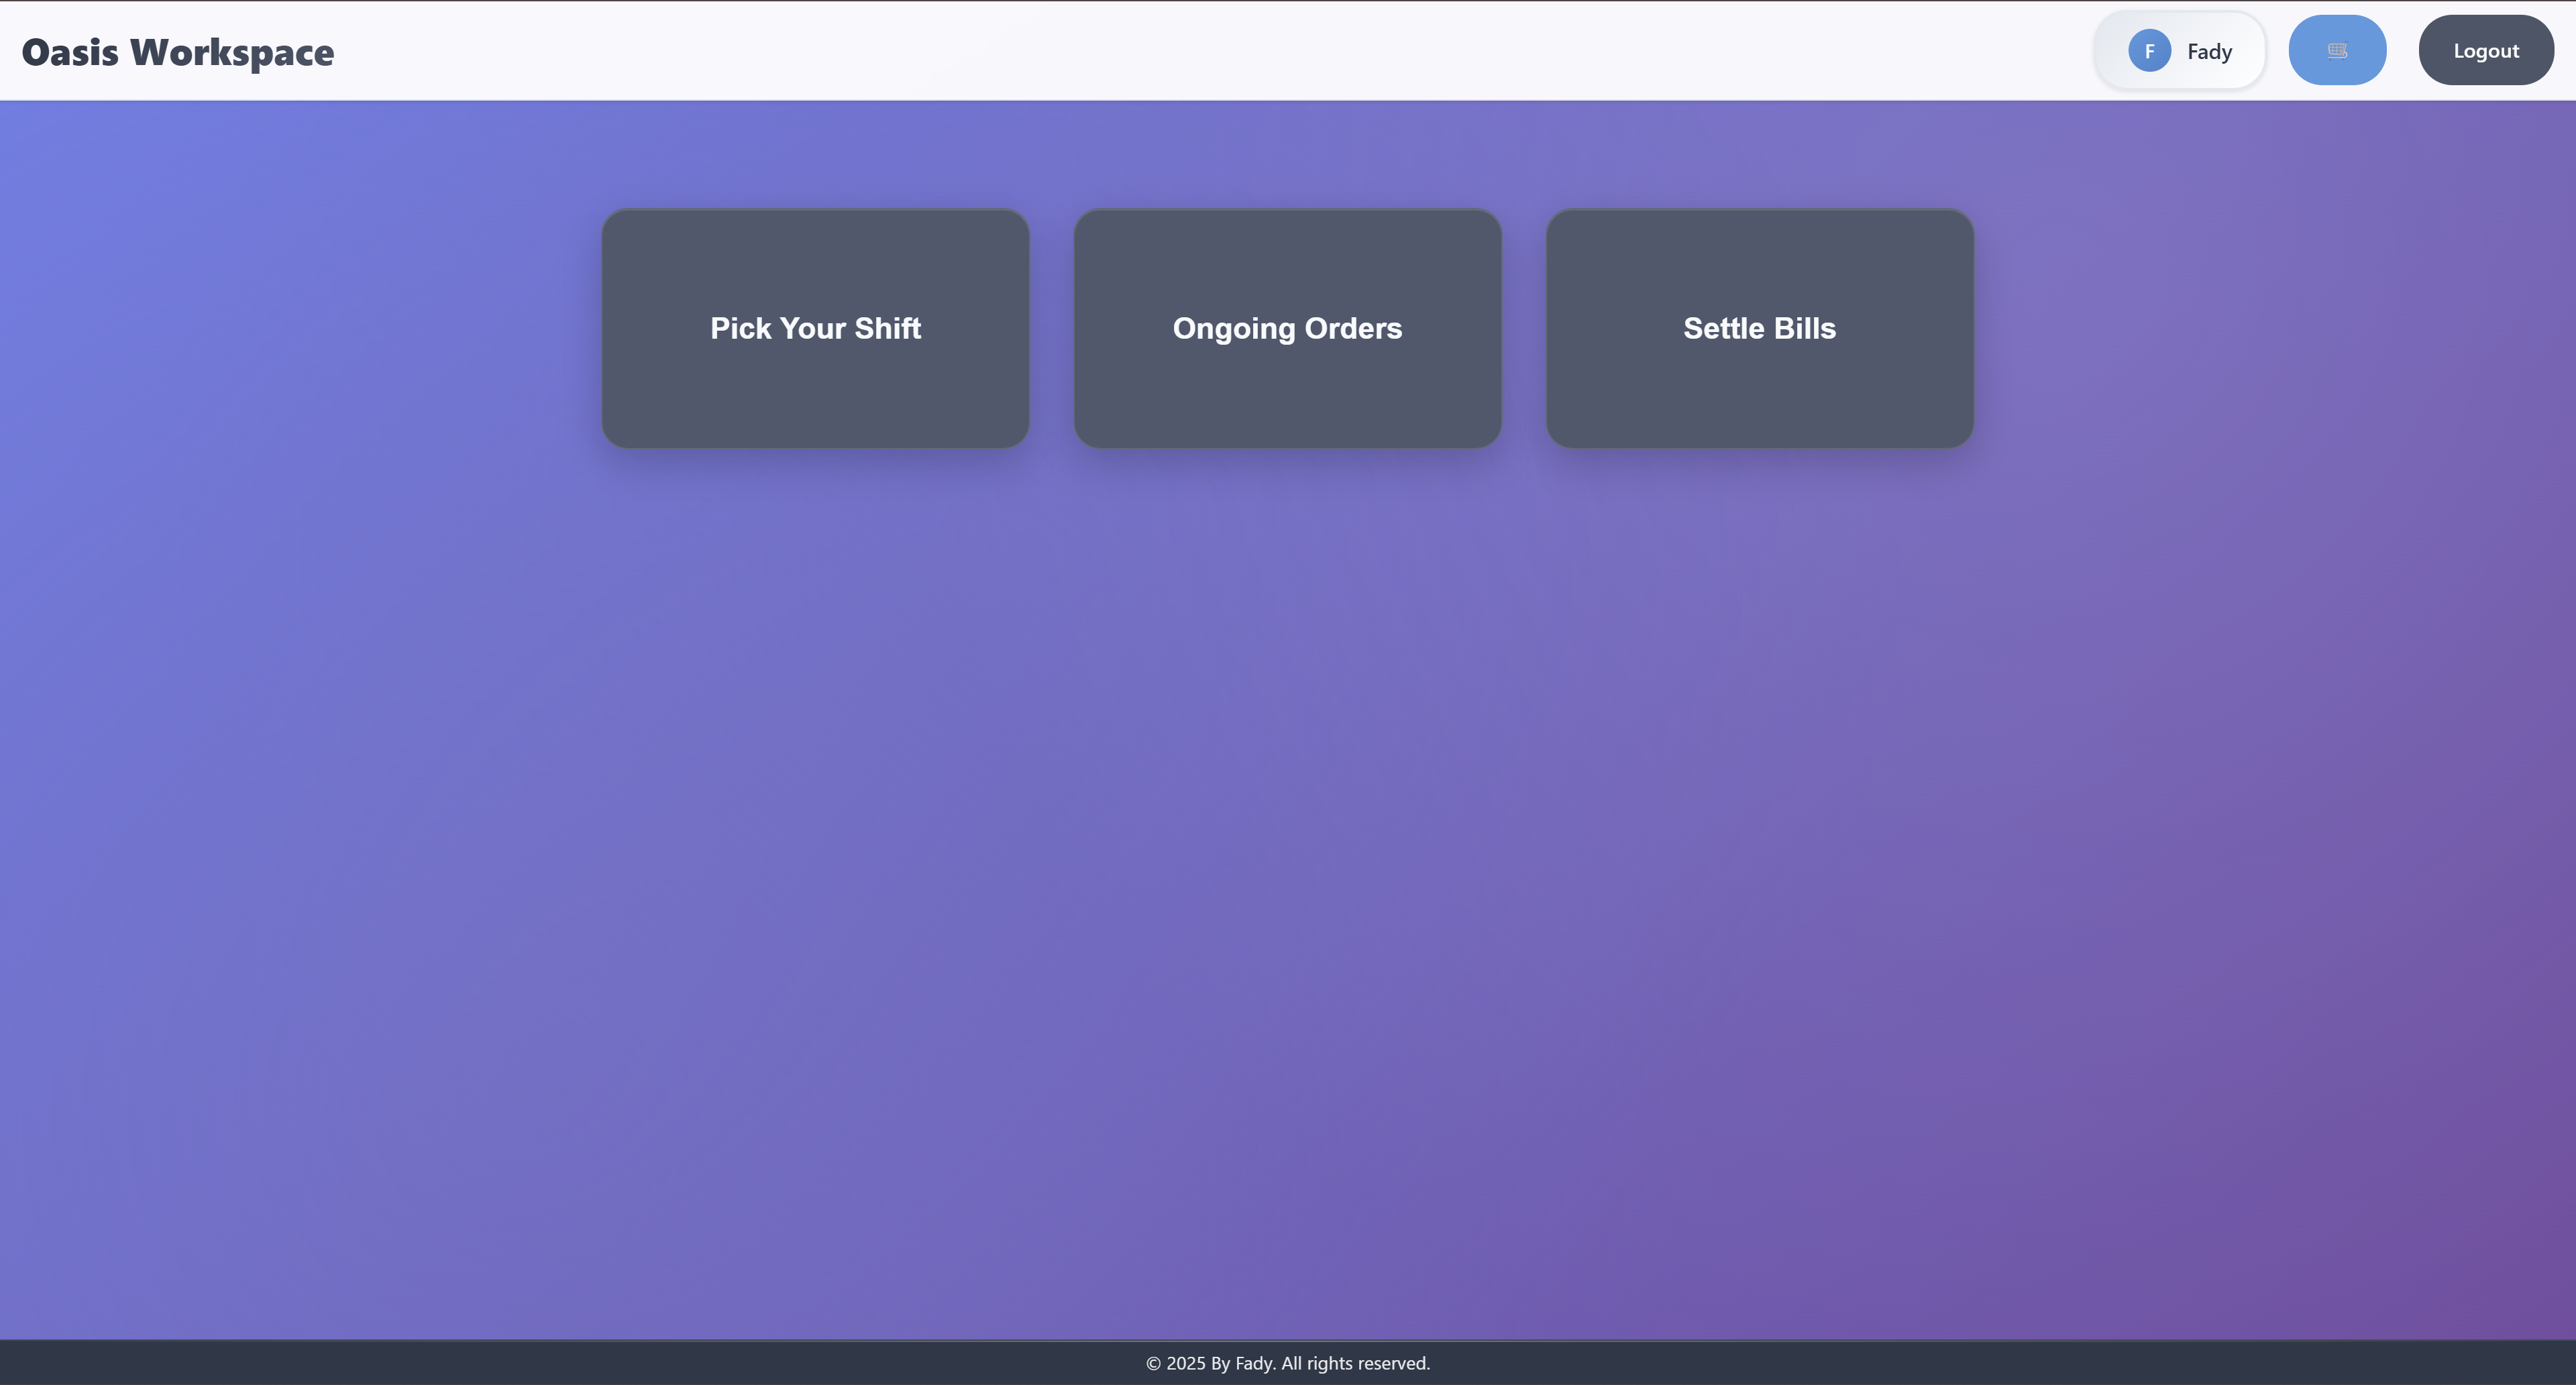 Oasis Workspace
F Fady
Logout
Pick Your Shift
Ongoing Orders
Settle Bills
© 2025 By Fady. All rights reserved.